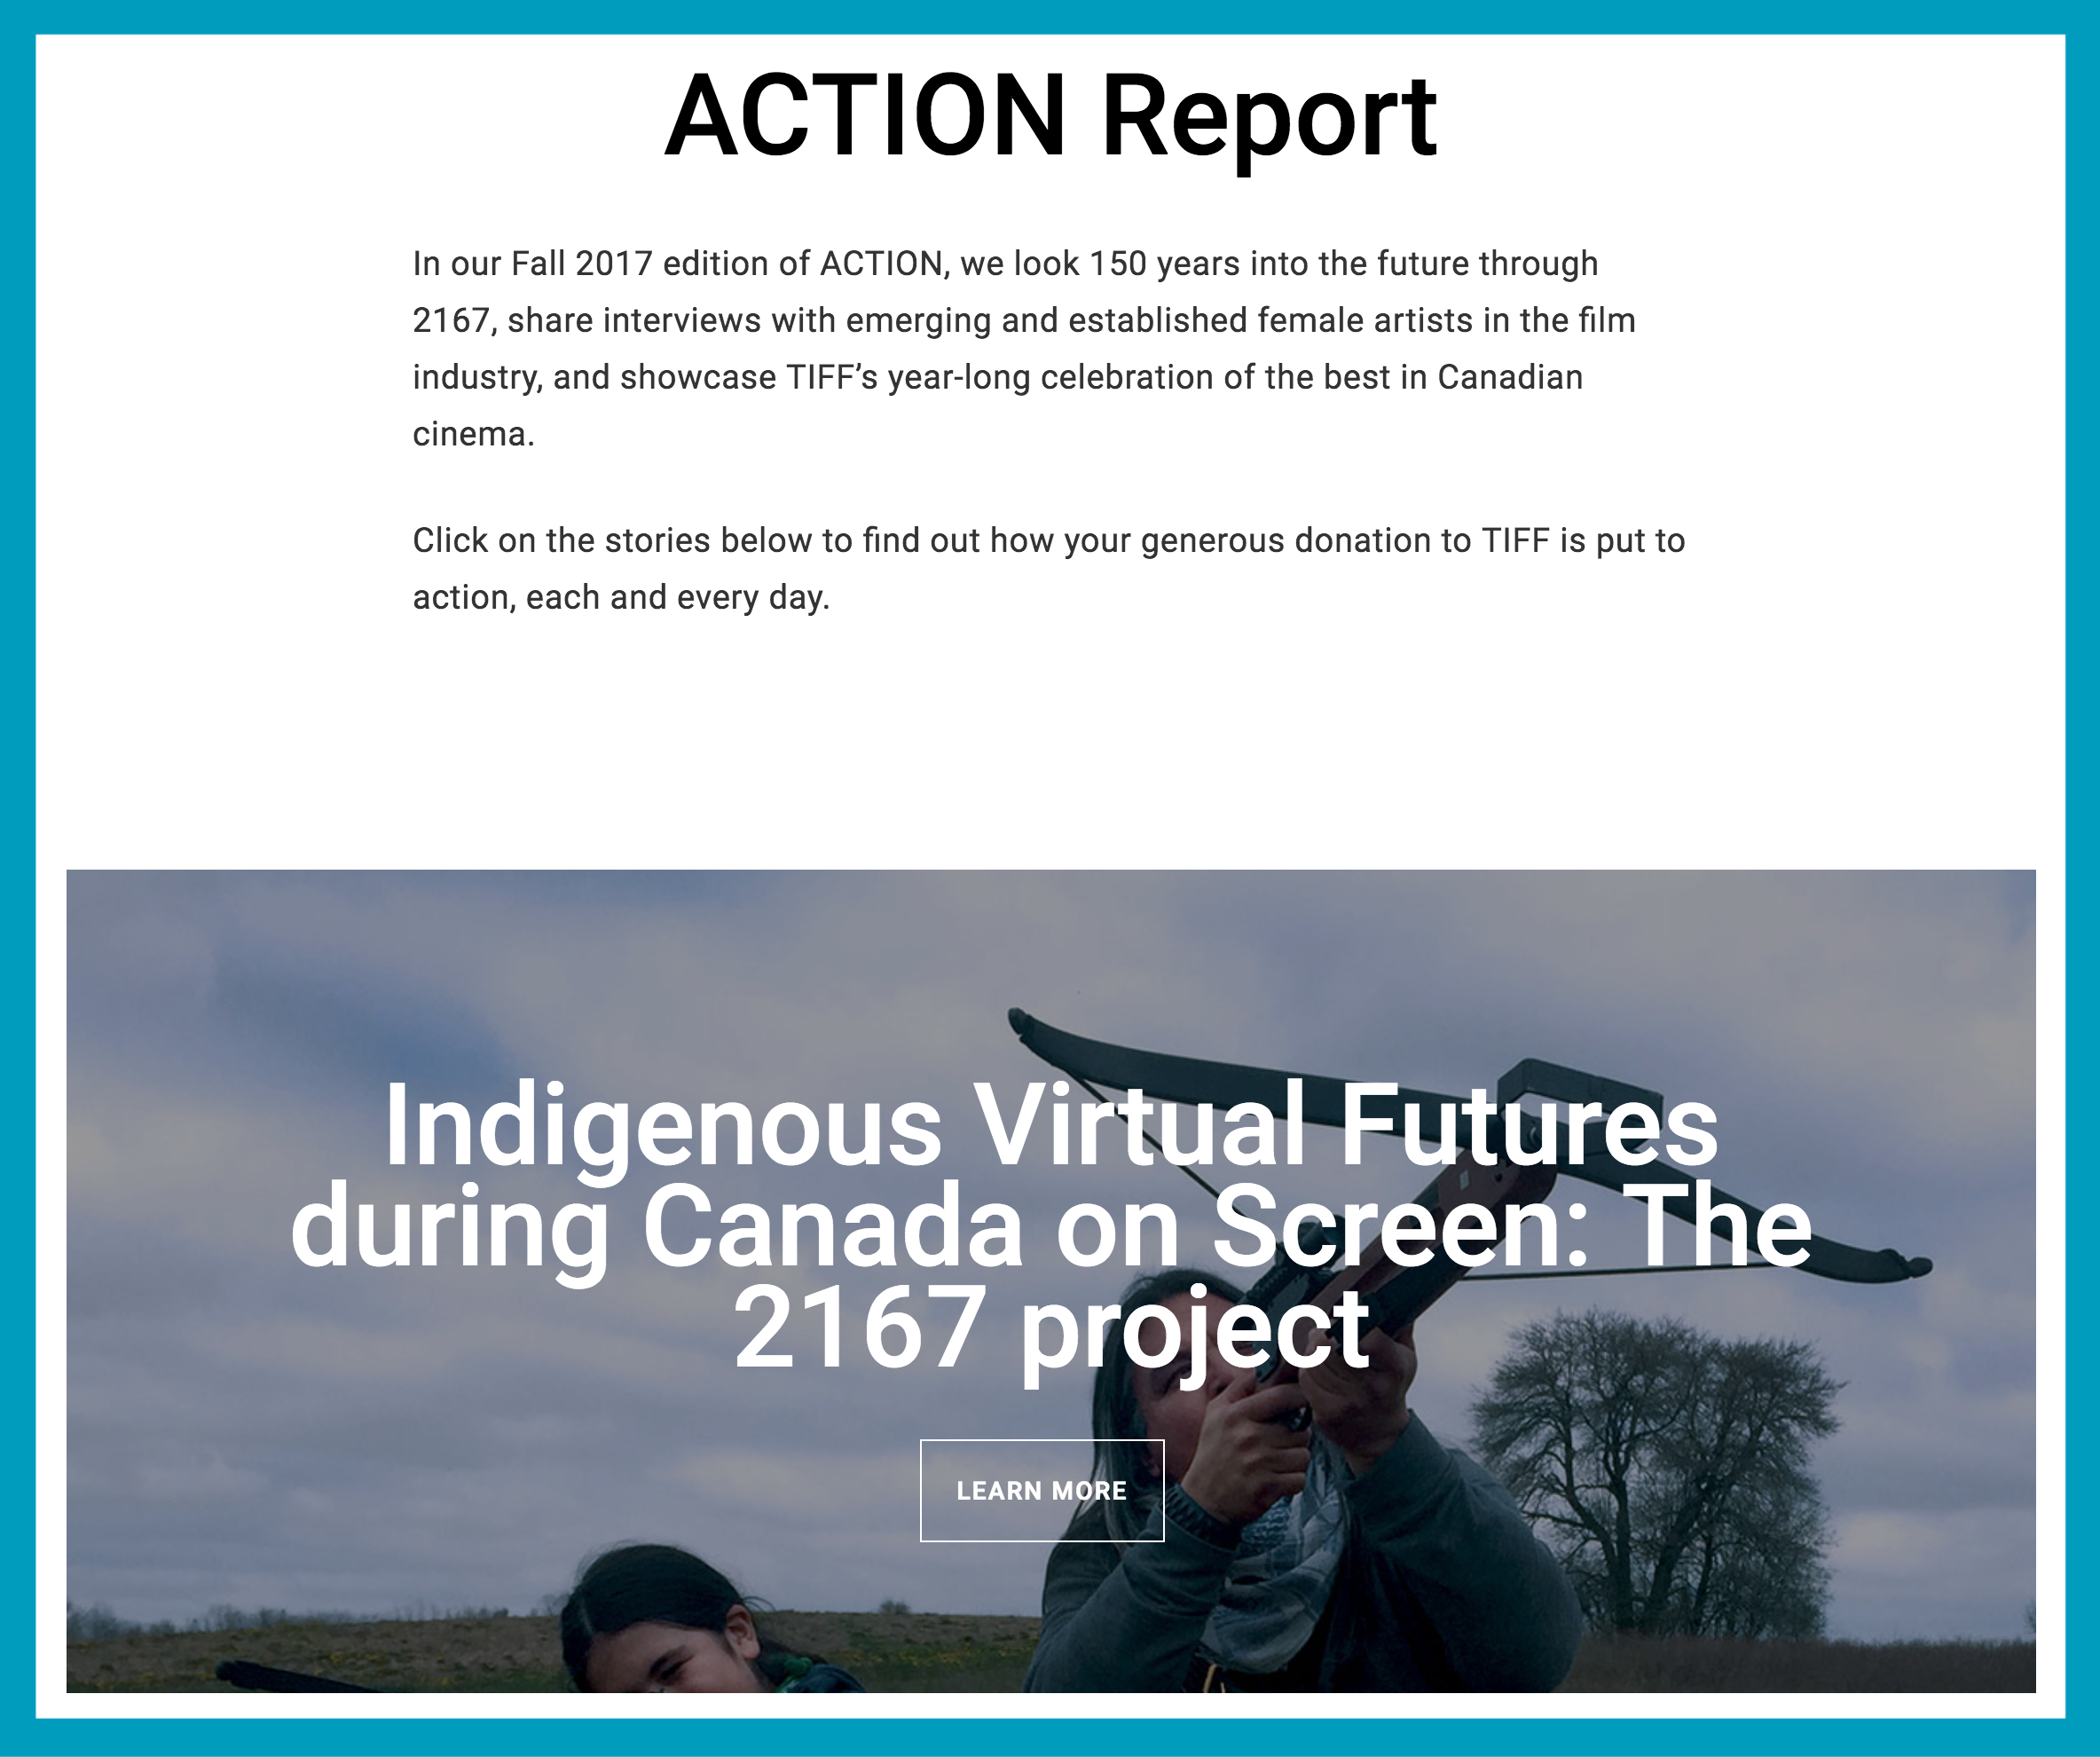 ACTION Report
In our Fall 2017 edition of ACTION, we look 150 years into the future through
2167, share interviews with emerging and established female artists in the film
industry, and showcase TIFF’s year-long celebration of the best in Canadian
cinema.
Click on the stories below to find out how your generous donation to TIFF is put to
action, each and every day.
Indigenous Virtual Futures
during Canada on Screen: The
2167 project
LEARN MORE